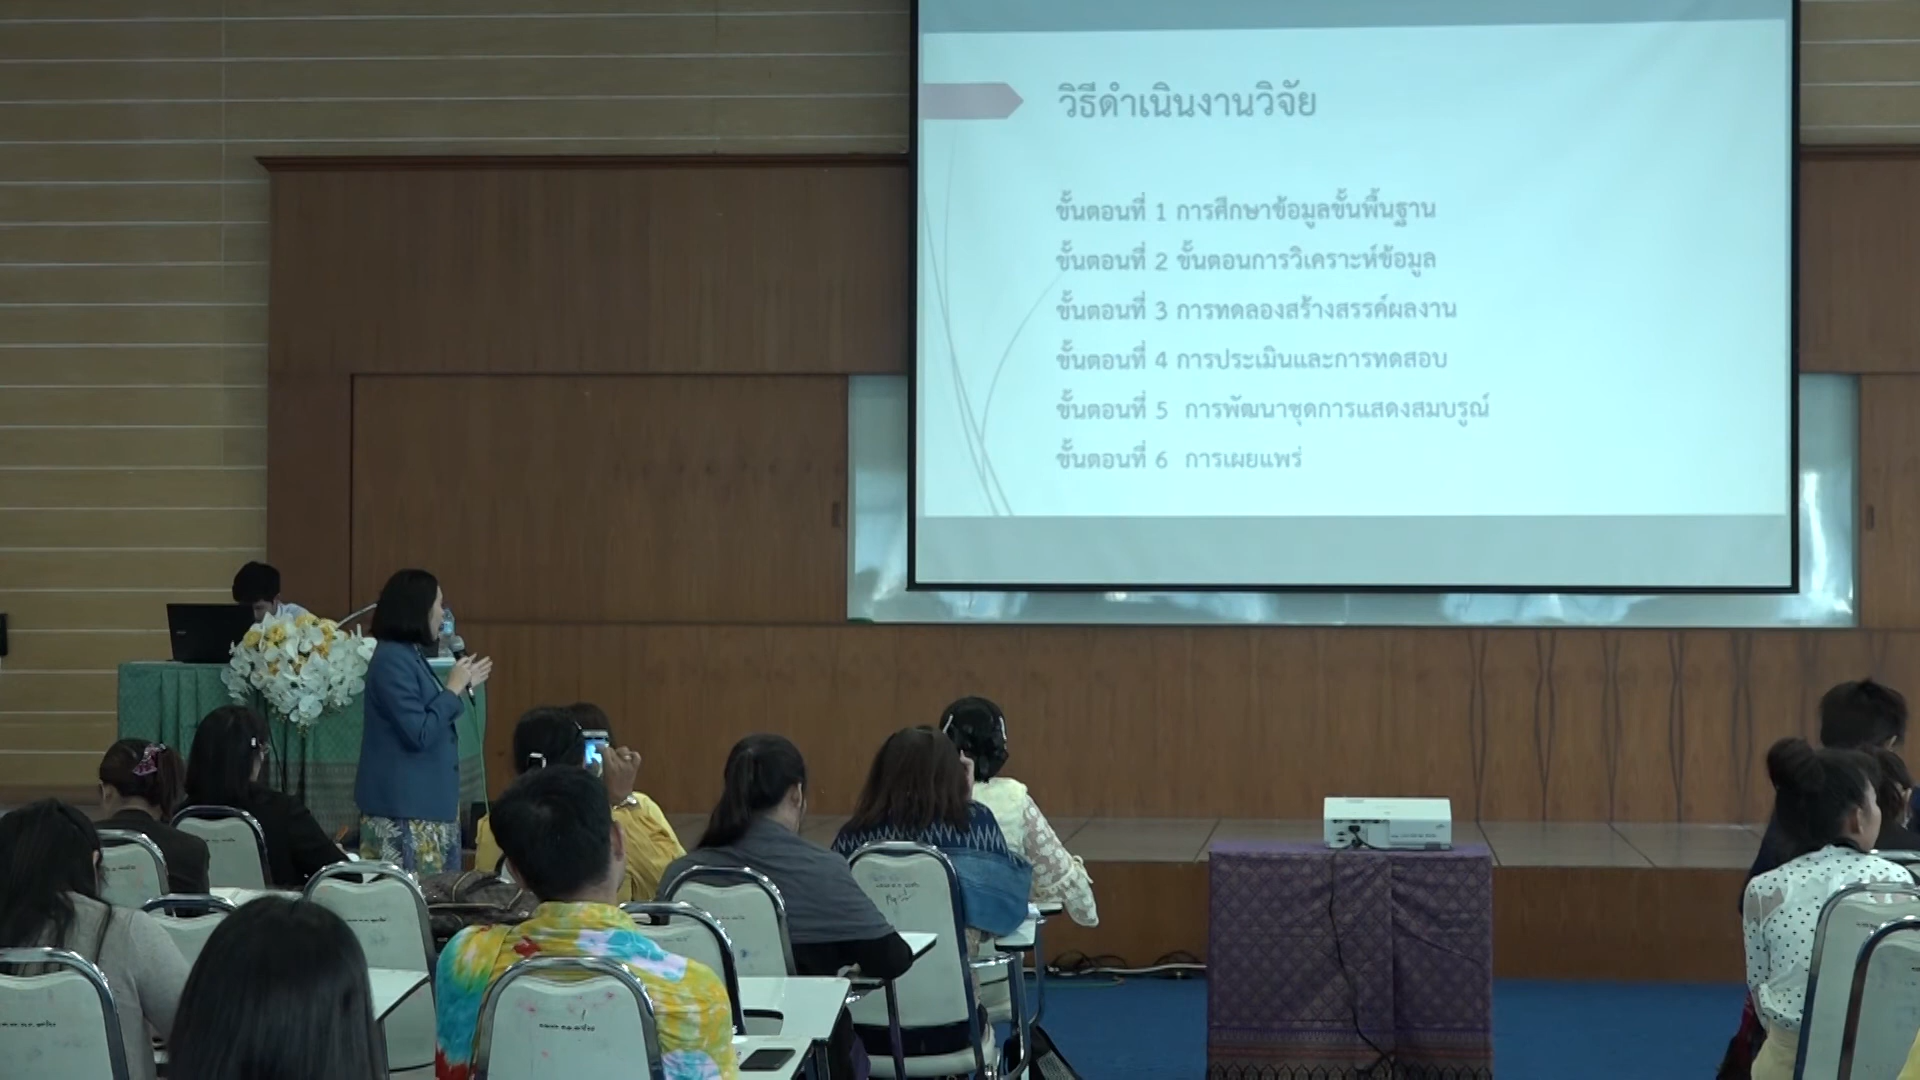 วิธีดำเนินงานวิจัย
ขั้นตอนที่ 1 การศึกษาข้อมูลขั้นพื้นฐาน
ขั้นตอนที่ 2 ขั้นตอนการวิเคราะห์ข้อมูล
ขั้นตอนที่ 3 การทดลองสร้างสรรค์ผลงาน
ขั้นตอนที่ 4 การประเมินและการทดสอบ
ขั้นตอนที่ 5 การพัฒนาชุดการแสดงสมบรูณ์
ขั้นตอนที่ 6 การเผยแพร่